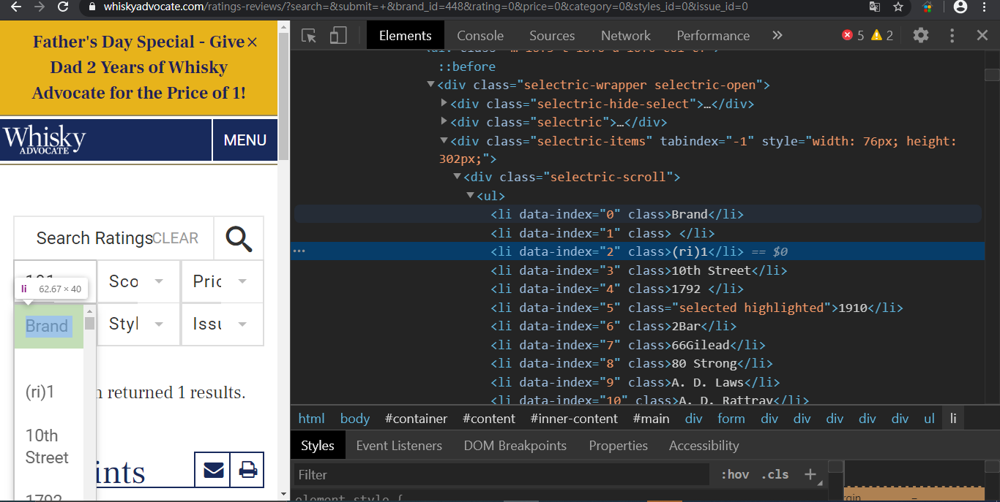 whiskyadvocate.com/ratings-reviews/?search=&submit=+&brand_id=448&rating=0&price=0&category=0&styles_id=0&issue_id=0
Father's Day Special - Give×
Dad 2 Years of Whisky
Advocate for the Price of 1!
Whisky
ADVOCATE
MENU
Search Ratings
CLEAR
Sco
Pric
li 62.67 × 40
Brand
Styl
Issu
(ri)1
returned 1 results.
10th
Street
ints
1792
Elements
Console
Sources
Network
Performance
»
5
2
::before
<div class="selectric-wrapper selectric-open">
<div class="selectric-hide-select">…</div>
<div class="selectric">…</div>
<div class="selectric-items" tabindex="-1" style="width: 76px; height:
302px;">
<div class="selectric-scroll">
<ul>
<li data-index="0" class>Brand</li>
<li data-index="1" class> </li>
<li data-index="2" class>(ri)1</li> == $0
<li data-index="3" class>10th Street</li>
<li data-index="4" class>1792 </li>
<li data-index="5" class="selected highlighted">1910</li>
<li data-index="6" class>2Bar</li>
<li data-index="7" class>66Gilead</li>
<li data-index="8" class>80 Strong</li>
<li data-index="9" class>A. D. Laws</li>
<li data-index="10" class>A. D. Rattray</li>
html body #container #content #inner-content #main div form div div div div div ul li
Styles
Event Listeners
DOM Breakpoints
Properties
Accessibility
Filter
:hov .cls +
element.style {